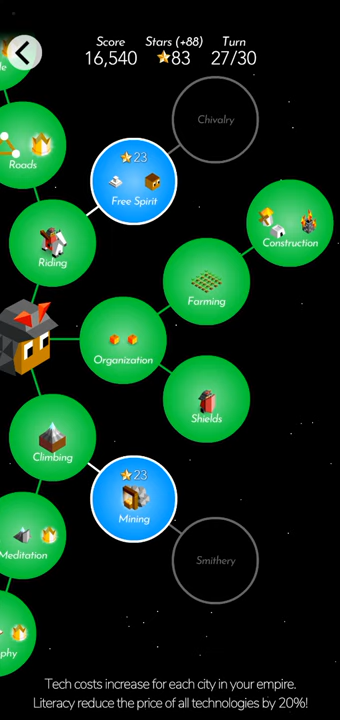 Score Stars (+88) Turn
16,540 83 27/30
Chivalry
23
Roads
Free Spirit
Construction
Riding
Farming
Organization
Shields
Climbing
23
Mining
Meditation
Smithery
Tech costs increase for each city in your empire.
Literacy reduce the price of all technologies by 20%!